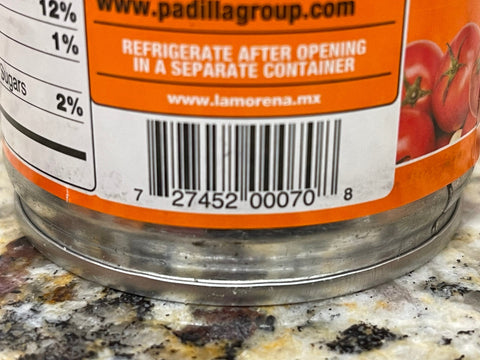 12%
1%
Sugars
2%
www.padillagroup.com
REFRIGERATE AFTER OPENING
IN A SEPARATE CONTAINER
www.lamorena.mx
7 27452 00070 8